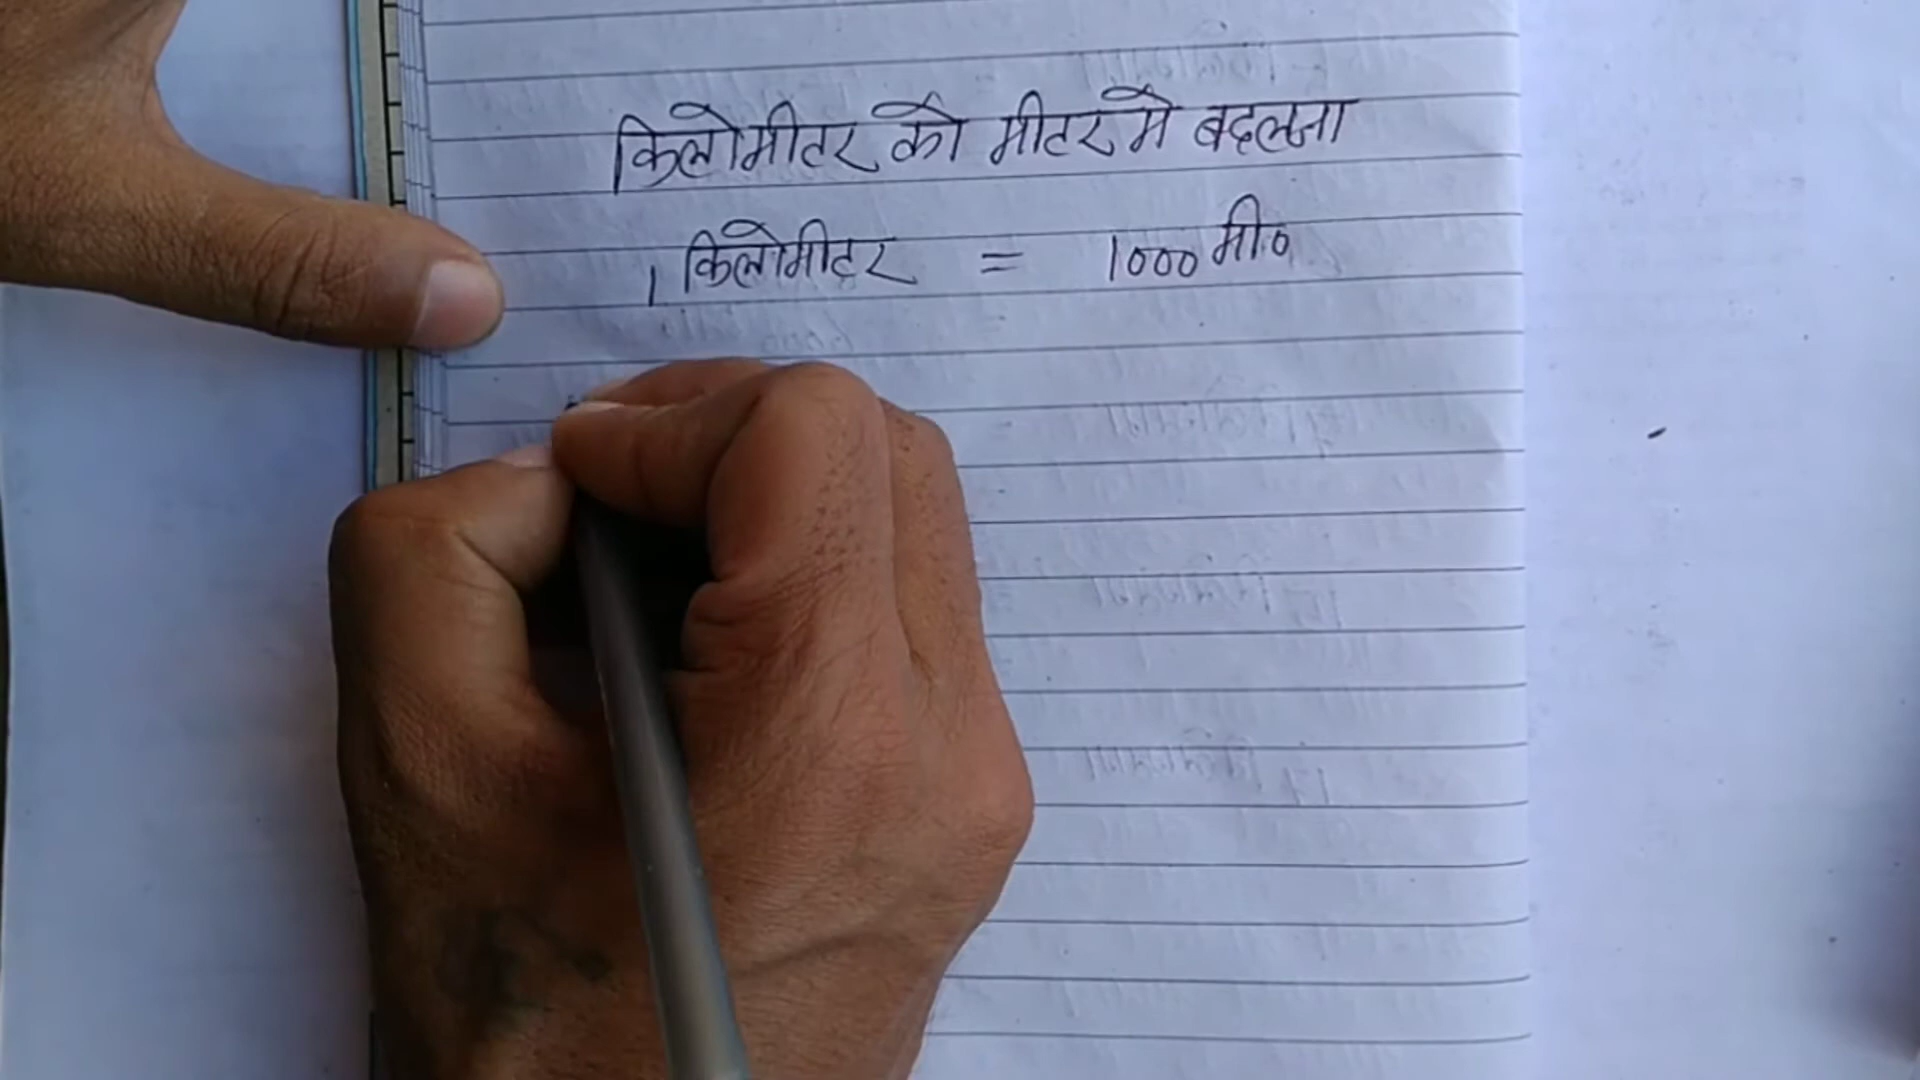 किलोमीटर को मीटर मे बदलना
1 किलोमीटर = 1000 मी०